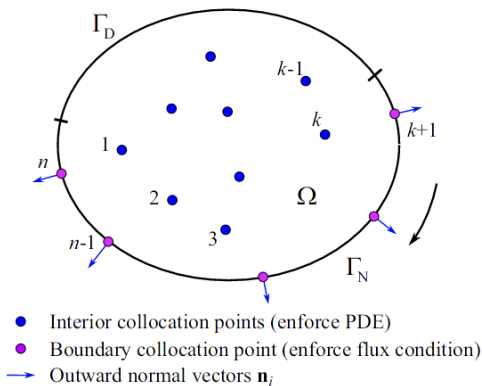 Γ_D
k-1
k
k+1
1
n
2
Ω
3
n-1
Γ_N
Interior collocation points (enforce PDE)
Boundary collocation point (enforce flux condition)
Outward normal vectors n_i